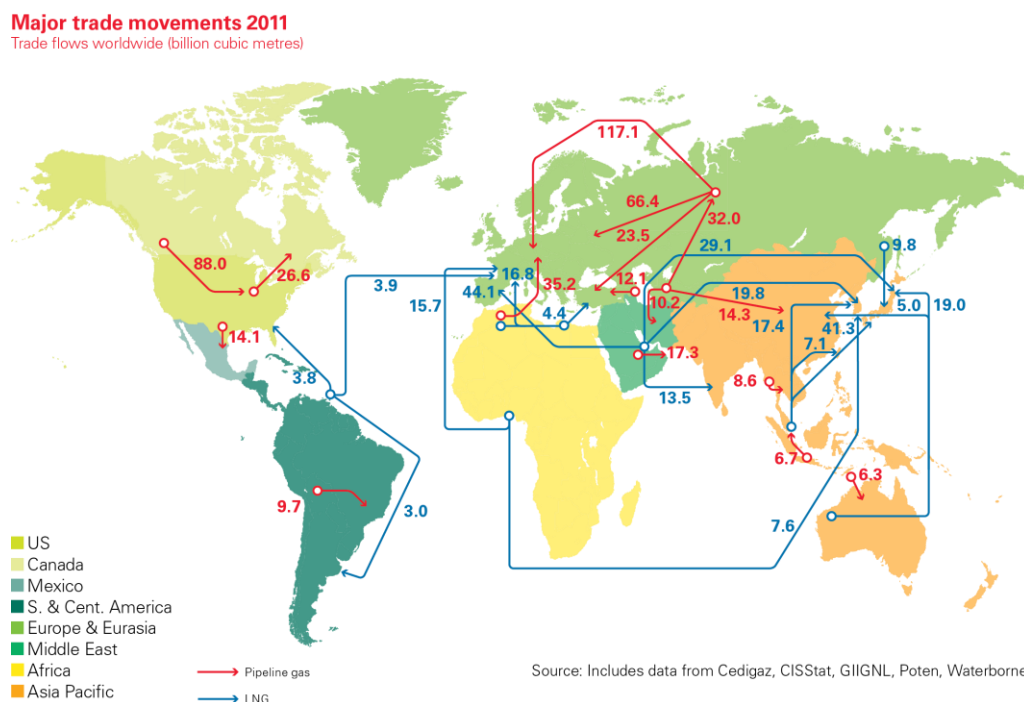 Major trade movements 2011
Trade flows worldwide (billion cubic metres)
117.1
66.4
32.0
23.5
29.1
9.8
88.0
26.6
3.9
16.8
35.2
12.1
44.1
10.2
19.8
15.7
4.4
14.3
17.4
5.0
19.0
41.3
14.1
7.1
17.3
3.8
8.6
13.5
6.7
6.3
9.7
3.0
7.6
US
Canada
Mexico
S. & Cent. America
Europe & Eurasia
Middle East
Africa
Asia Pacific
Pipeline gas
LNG
Source: Includes data from Cedigaz, CISStat, GIIGNL, Poten, Waterborne